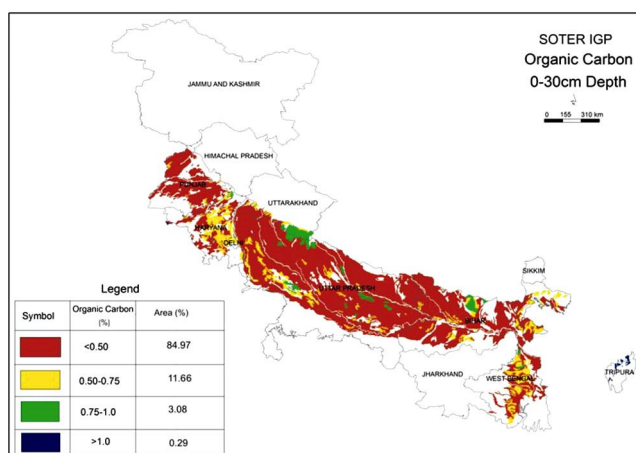 SOTER IGP
Organic Carbon
0-30cm Depth
0 155 310 km
JAMMU AND KASHMIR
HIMACHAL PRADESH
PUNJAB
UTTARAKHAND
HARYANA
DELHI
UTTAR PRADESH
SIKKIM
BIHAR
JHARKHAND
WEST BENGAL
TRIPURA
Legend
Symbol Organic Carbon (%) Area (%)
<0.50 84.97
0.50-0.75 11.66
0.75-1.0 3.08
>1.0 0.29